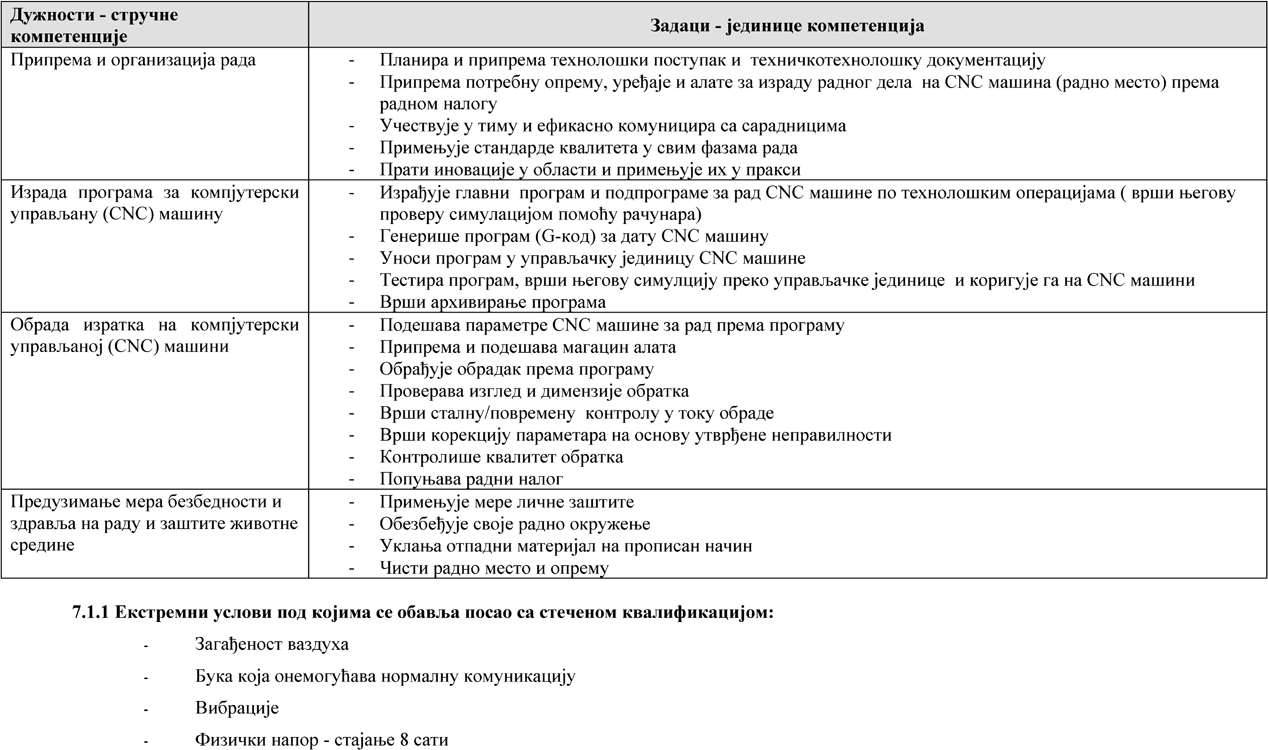 Дужности - стручне
компетенције
Задаци - јединице компетенција
Припрема и организација рада
- Планира и припрема технолошки поступак и техничкотехнолошку документацију
- Припрема потребну опрему, уређаје и алате за израду радног дела на CNC машина (радно место) према
радном налогу
- Учествује у тиму и ефикасно комуницира са сарадницима
- Примењује стандарде квалитета у свим фазама рада
- Прати иновације у области и примењује их у пракси
Израда програма за компјутерски
управљану (CNC) машину
- Израђује главни програм и подпрограме за рад CNC машине по технолошким операцијама ( врши његову
проверу симулацијом помоћу рачунара)
- Генерише програм (G-код) за дату CNC машину
- Уноси програм у управљачку јединицу CNC машине
- Тестира програм, врши његову симулцију преко управљачке јединице и коригује га на CNC машини
- Врши архивирање програма
Обрада изратка на компјутерски
управљаној (CNC) машини
- Подешава параметре CNC машине за рад према програму
- Припрема и подешава магацин алата
- Обрађује обрадак према програму
- Проверава изглед и димензије обратка
- Врши сталну/повремену контролу у току обраде
- Врши корекцију параметара на основу утврђене неправилности
- Контролише квалитет обратка
- Попуњава радни налог
Предузимање мера безбедности и
здравља на раду и заштите животне
средине
- Примењује мере личне заштите
- Обезбеђује своје радно окружење
- Уклања отпадни материјал на прописан начин
- Чисти радно место и опрему
7.1.1 Екстремни услови под којима се обавља посао са стеченом квалификацијом:
- Загађеност ваздуха
- Бука која онемогућава нормалну комуникацију
- Вибрације
- Физички напор - стајање 8 сати